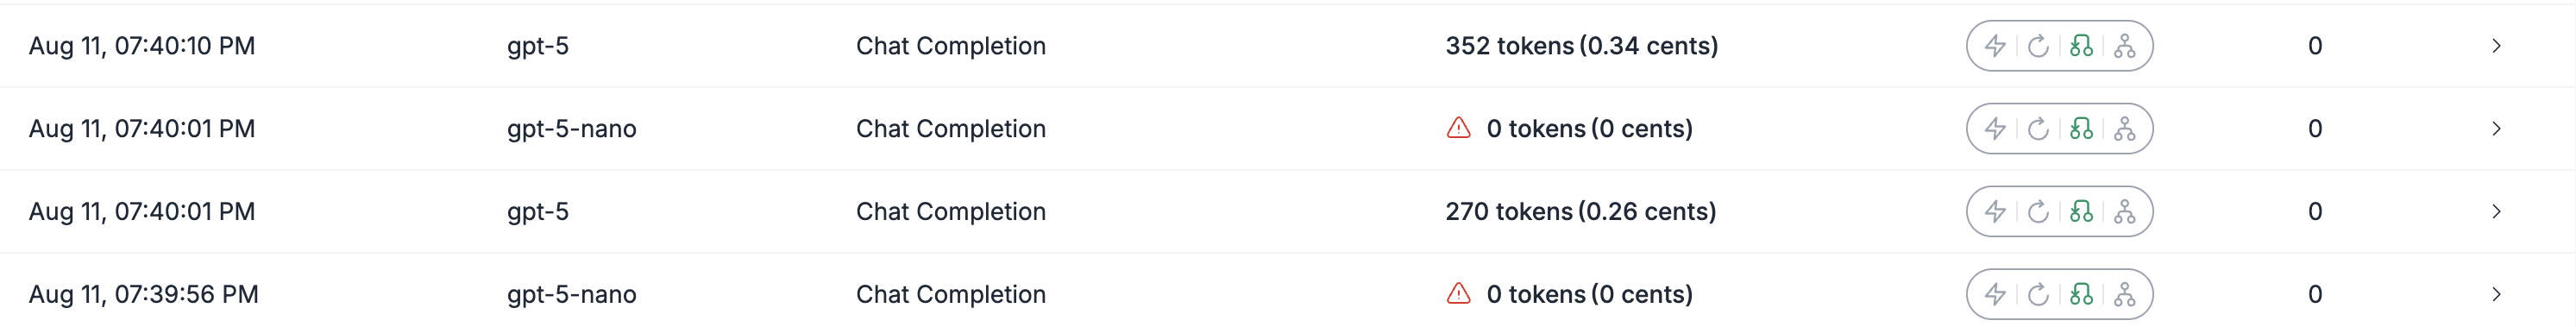 Aug 11, 07:40:10 PM gpt-5 Chat Completion 352 tokens (0.34 cents) 0
Aug 11, 07:40:01 PM gpt-5-nano Chat Completion 0 tokens (0 cents) 0
Aug 11, 07:40:01 PM gpt-5 Chat Completion 270 tokens (0.26 cents) 0
Aug 11, 07:39:56 PM gpt-5-nano Chat Completion 0 tokens (0 cents) 0